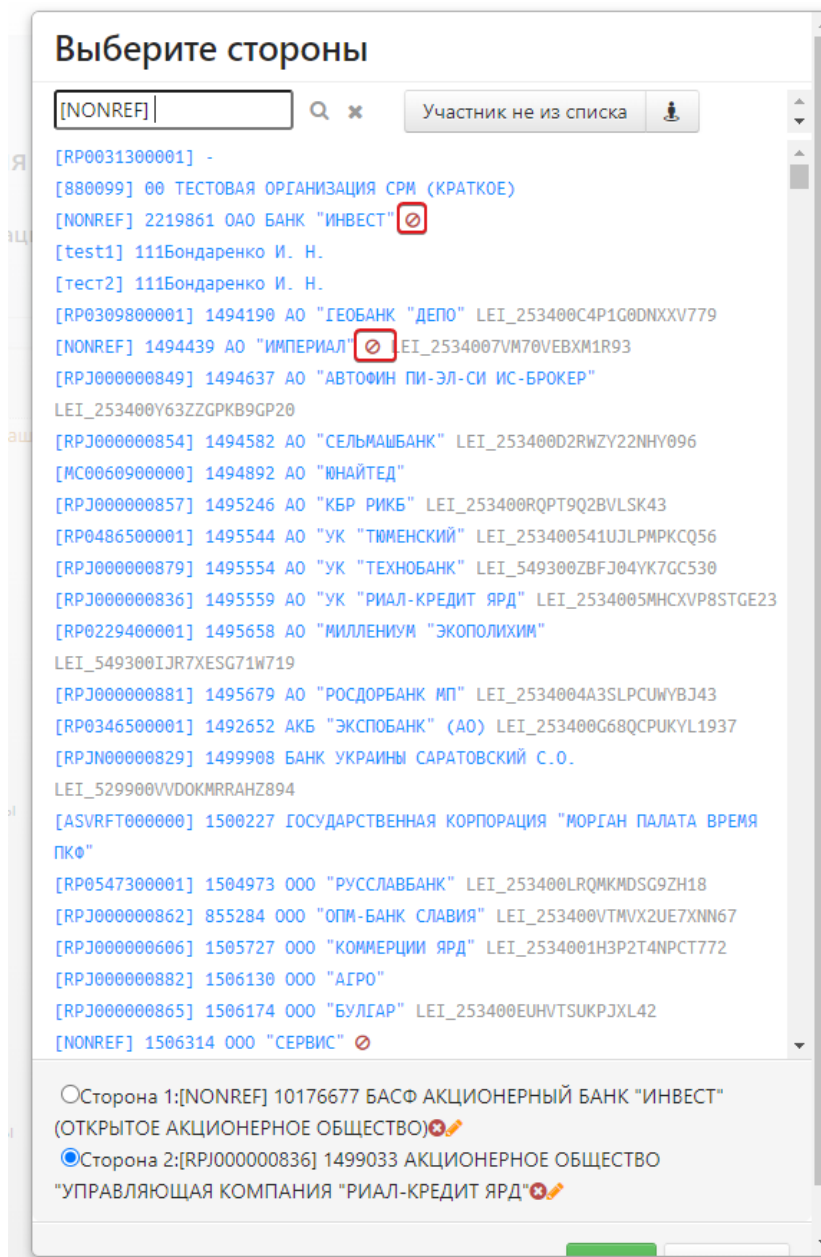 Выберите стороны
[NONREF]
Участник не из списка
[RP0031300001] -
[880099] 00 ТЕСТОВАЯ ОРГАНИЗАЦИЯ СРМ (КРАТКОЕ)
[NONREF] 2219861 ОАО БАНК "ИНВЕСТ"
[test1] 111Бондаренко И. Н.
[тест2] 111Бондаренко И. Н.
[RP0309800001] 1494190 АО "ГЕОБАНК "ДЕПО" LEI_253400C4P1G0DNXXV779
[NONREF] 1494439 АО "ИМПЕРИАЛ" LEI_2534007VM70VEBXM1R93
[RPJ000000849] 1494637 АО "АВТОФИН ПИ-ЭЛ-СИ ИС-БРОКЕР"
LEI_253400Y63ZZGPKB9GP20
[RPJ000000854] 1494582 АО "СЕЛЬМАШБАНК" LEI_253400D2RWZY22NHY096
[MC0060900000] 1494892 АО "ЮНАЙТЕД"
[RPJ000000857] 1495246 АО "КБР РИКБ" LEI_253400RQPT9Q2BVLSK43
[RP0486500001] 1495544 АО "УК "ТЮМЕНСКИЙ" LEI_253400541UJLPMPKCQ56
[RPJ000000879] 1495554 АО "УК "ТЕХНОБАНК" LEI_549300ZBFJ04YK7GC530
[RPJ000000836] 1495559 АО "УК "РИАЛ-КРЕДИТ ЯРД" LEI_2534005MHCXVP8STGE23
[RP0229400001] 1495658 АО "МИЛЛЕНИУМ "ЭКОПОЛИХИМ"
LEI_549300IJR7XESG71W719
[RPJ000000881] 1495679 АО "РОСДОРБАНК МП" LEI_2534004A3SLPCUWYBJ43
[RP0346500001] 1492652 АКБ "ЭКСПОБАНК" (АО) LEI_253400G68QCPUKYL1937
[RPJN00000829] 1499908 БАНК УКРАИНЫ САРАТОВСКИЙ С.О.
LEI_529900VVDOKMRRAHZ894
[ASVRFT000000] 1500227 ГОСУДАРСТВЕННАЯ КОРПОРАЦИЯ "МОРГАН ПАЛАТА ВРЕМЯ
ПКФ"
[RP0547300001] 1504973 ООО "РУССЛАВБАНК" LEI_253400LRQMKMDSG9ZH18
[RPJ000000862] 855284 ООО "ОПМ-БАНК СЛАВИЯ" LEI_253400VTMVX2UE7XNN67
[RPJ000000606] 1505727 ООО "КОММЕРЦИИ ЯРД" LEI_2534001H3P2T4NPCT772
[RPJ000000882] 1506130 ООО "АГРО"
[RPJ000000865] 1506174 ООО "БУЛГАР" LEI_253400EUHVTSUKPJXL42
[NONREF] 1506314 ООО "СЕРВИС"
Сторона 1:[NONREF] 10176677 БАСФ АКЦИОНЕРНЫЙ БАНК "ИНВЕСТ"
(ОТКРЫТОЕ АКЦИОНЕРНОЕ ОБЩЕСТВО)
Сторона 2:[RPJ000000836] 1499033 АКЦИОНЕРНОЕ ОБЩЕСТВО
"УПРАВЛЯЮЩАЯ КОМПАНИЯ "РИАЛ-КРЕДИТ ЯРД"